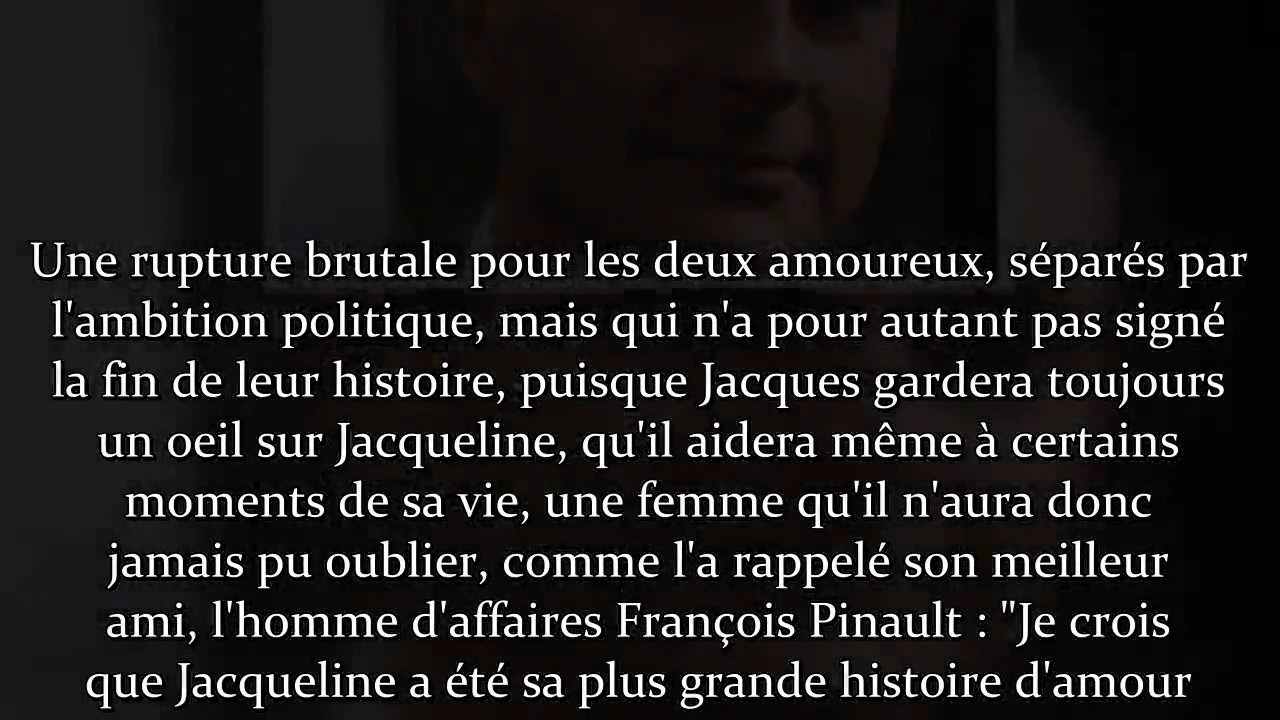 Une rupture brutale pour les deux amoureux, séparés par
l'ambition politique, mais qui n'a pour autant pas signé
la fin de leur histoire, puisque Jacques gardera toujours
un oeil sur Jacqueline, qu'il aidera même à certains
moments de sa vie, une femme qu'il n'aura donc
jamais pu oublier, comme l'a rappelé son meilleur
ami, l'homme d'affaires François Pinault : "Je crois
que Jacqueline a été sa plus grande histoire d'amour